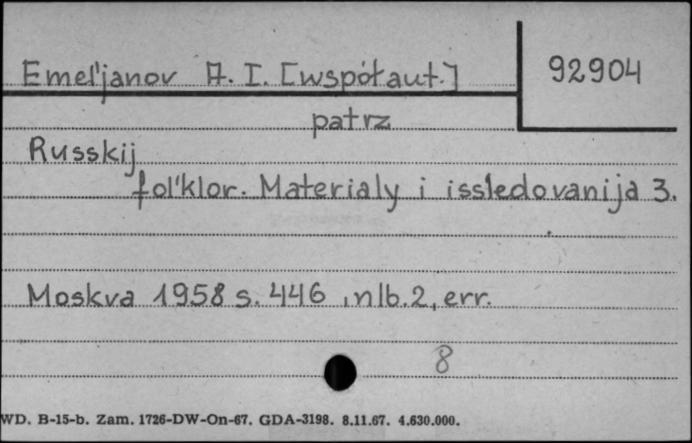 Emel'janov A. I. [współaut.]
92904
patrz
Russkij
fol'klor. Materialy i issledovanija 3.
Moskva 1958 s. 446, nlb. 2, err.
8
WD. B-15-b. Zam. 1726-DW-On-67. GDA-3198. 8.11.67. 4.630.000.